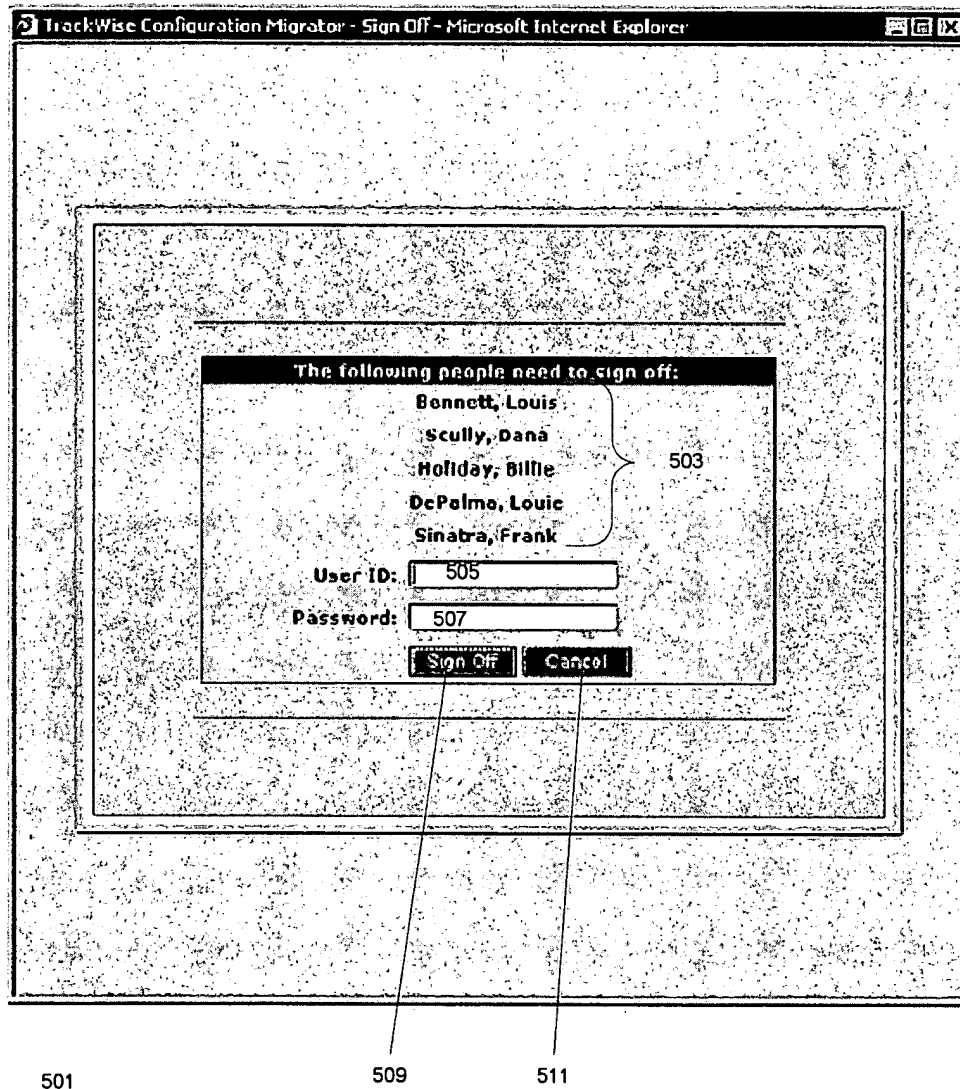 TrackWise Configuration Migrator - Sign Off - Microsoft Internet Explorer
The following people need to sign off:
Bennett, Louis
Scully, Dana
Holiday, Billie
DePalma, Louie
Sinatra, Frank
503
User ID: 505
Password: 507
Sign Off Cancel
501 509 511